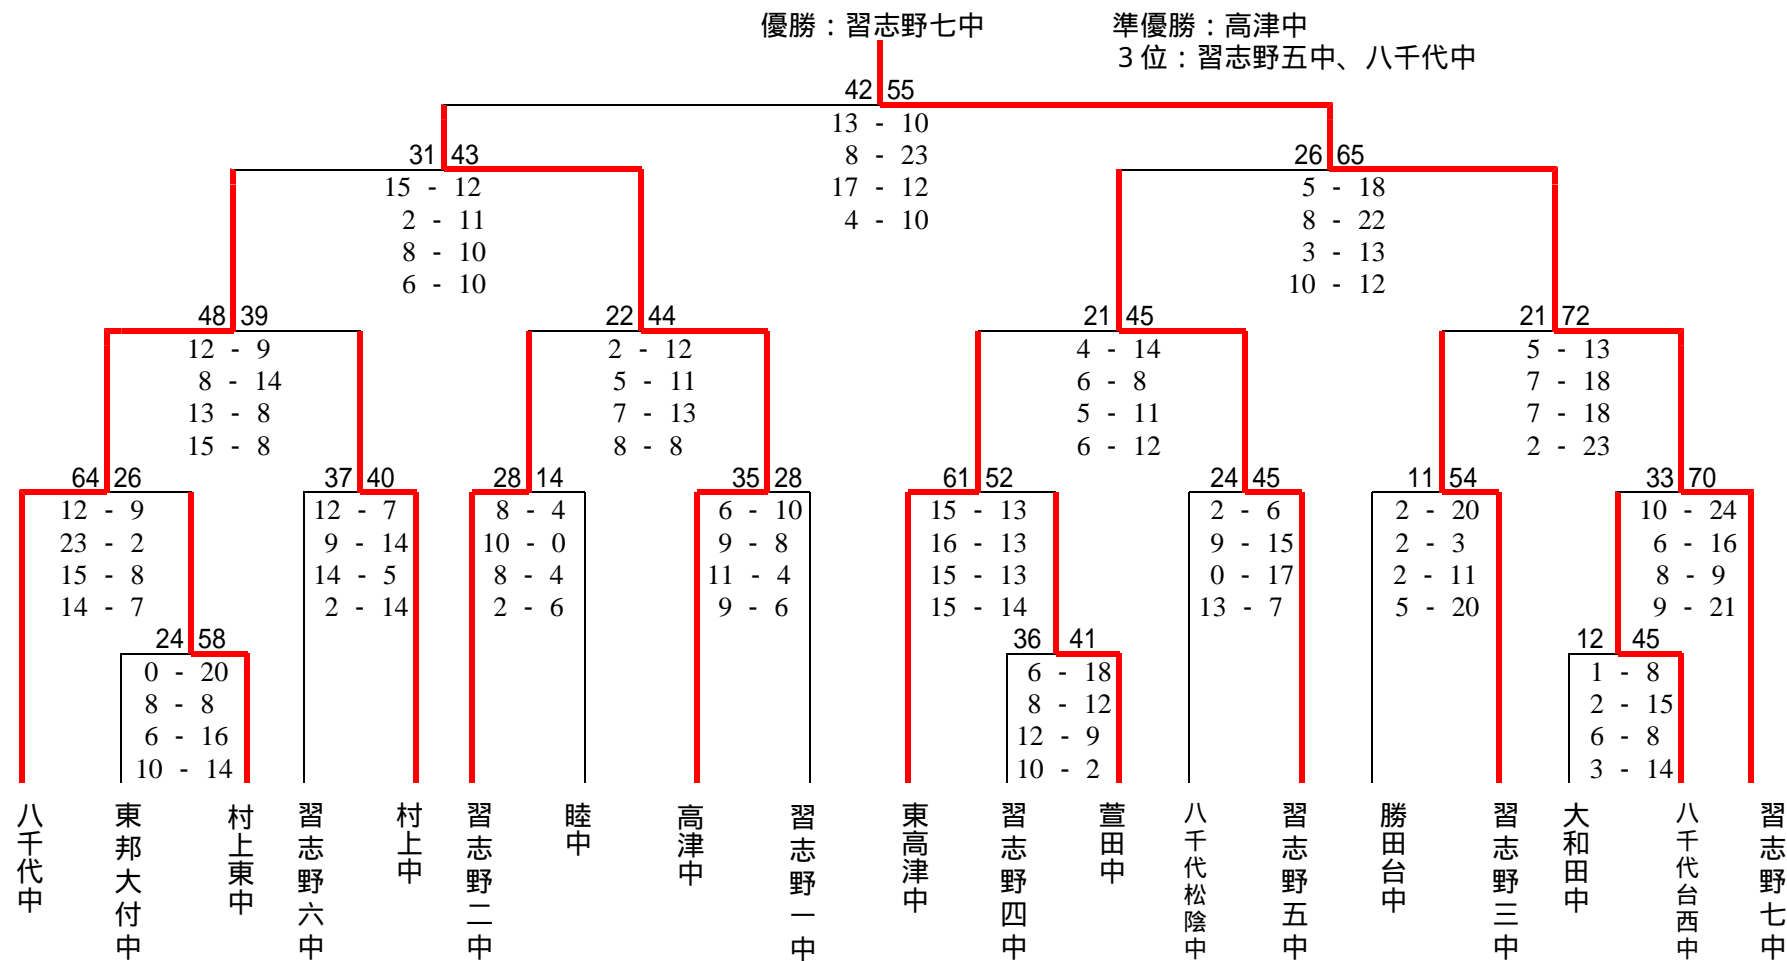 優勝：習志野七中　準優勝：高津中
３位：習志野五中、八千代中
42 55
13 - 10
8 - 23
17 - 12
4 - 10
31 43
15 - 12
2 - 11
8 - 10
6 - 10
26 65
5 - 18
8 - 22
3 - 13
10 - 12
48 39
12 - 9
8 - 14
13 - 8
15 - 8
22 44
2 - 12
5 - 11
7 - 13
8 - 8
21 45
4 - 14
6 - 8
5 - 11
6 - 12
21 72
5 - 13
7 - 18
7 - 18
2 - 23
64 26
12 - 9
23 - 2
15 - 8
14 - 7
37 40
12 - 7
9 - 14
14 - 5
2 - 14
28 14
8 - 4
10 - 0
8 - 4
2 - 6
35 28
6 - 10
9 - 8
11 - 4
9 - 6
61 52
15 - 13
16 - 13
15 - 13
15 - 14
24 45
2 - 6
9 - 15
0 - 17
13 - 7
11 54
2 - 20
2 - 3
2 - 11
5 - 20
33 70
10 - 24
6 - 16
8 - 9
9 - 21
24 58
0 - 20
8 - 8
6 - 16
10 - 14
36 41
6 - 18
8 - 12
12 - 9
10 - 2
12 45
1 - 8
2 - 15
6 - 8
3 - 14
八千代中
東邦大付中
村上東中
習志野六中
村上中
習志野二中
睦中
高津中
習志野一中
東高津中
習志野四中
萱田中
八千代松陰中
習志野五中
勝田台中
習志野三中
大和田中
八千代台西中
習志野七中